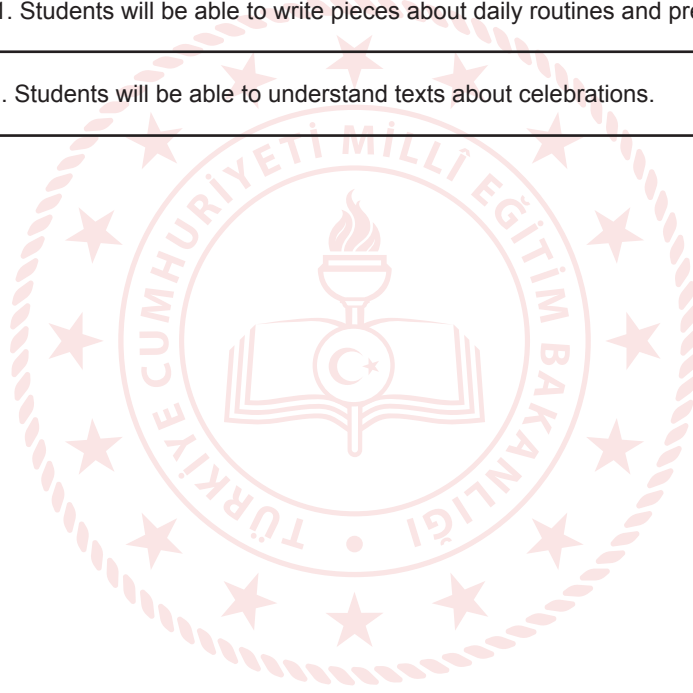 1. Students will be able to write pieces about daily routines and pre
. Students will be able to understand texts about celebrations.
TÜRKİYE CUMHURİYETİ MİLLÎ EĞİTİM BAKANLIĞI